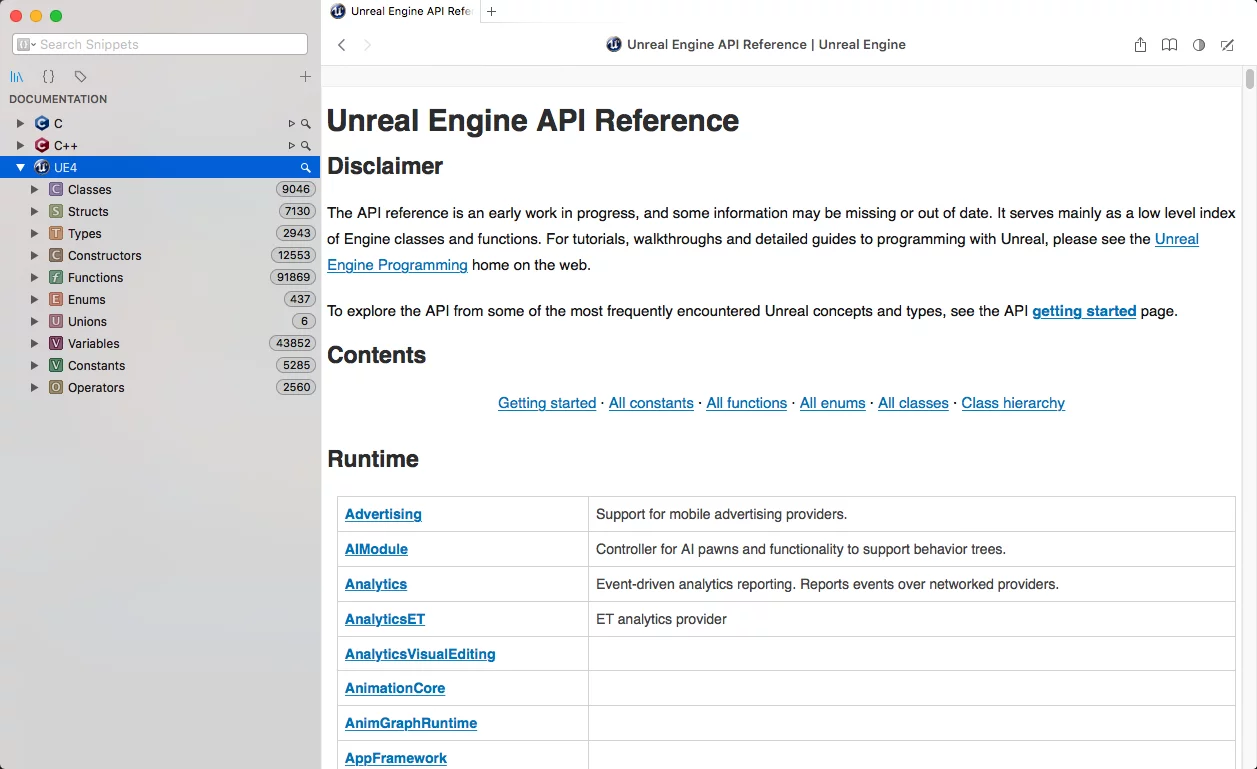 Unreal Engine API Refe
Search Snippets
Unreal Engine API Reference | Unreal Engine
DOCUMENTATION
C
C++
UE4
Classes 9046
Structs 7130
Types 2943
Constructors 12553
Functions 91869
Enums 437
Unions 6
Variables 43852
Constants 5285
Operators 2560
Unreal Engine API Reference
Disclaimer
The API reference is an early work in progress, and some information may be missing or out of date. It serves mainly as a low level index
of Engine classes and functions. For tutorials, walkthroughs and detailed guides to programming with Unreal, please see the Unreal
Engine Programming home on the web.
To explore the API from some of the most frequently encountered Unreal concepts and types, see the API getting started page.
Contents
Getting started · All constants · All functions · All enums · All classes · Class hierarchy
Runtime
Advertising Support for mobile advertising providers.
AIModule Controller for AI pawns and functionality to support behavior trees.
Analytics Event-driven analytics reporting. Reports events over networked providers.
AnalyticsET ET analytics provider
AnalyticsVisualEditing
AnimationCore
AnimGraphRuntime
AppFramework